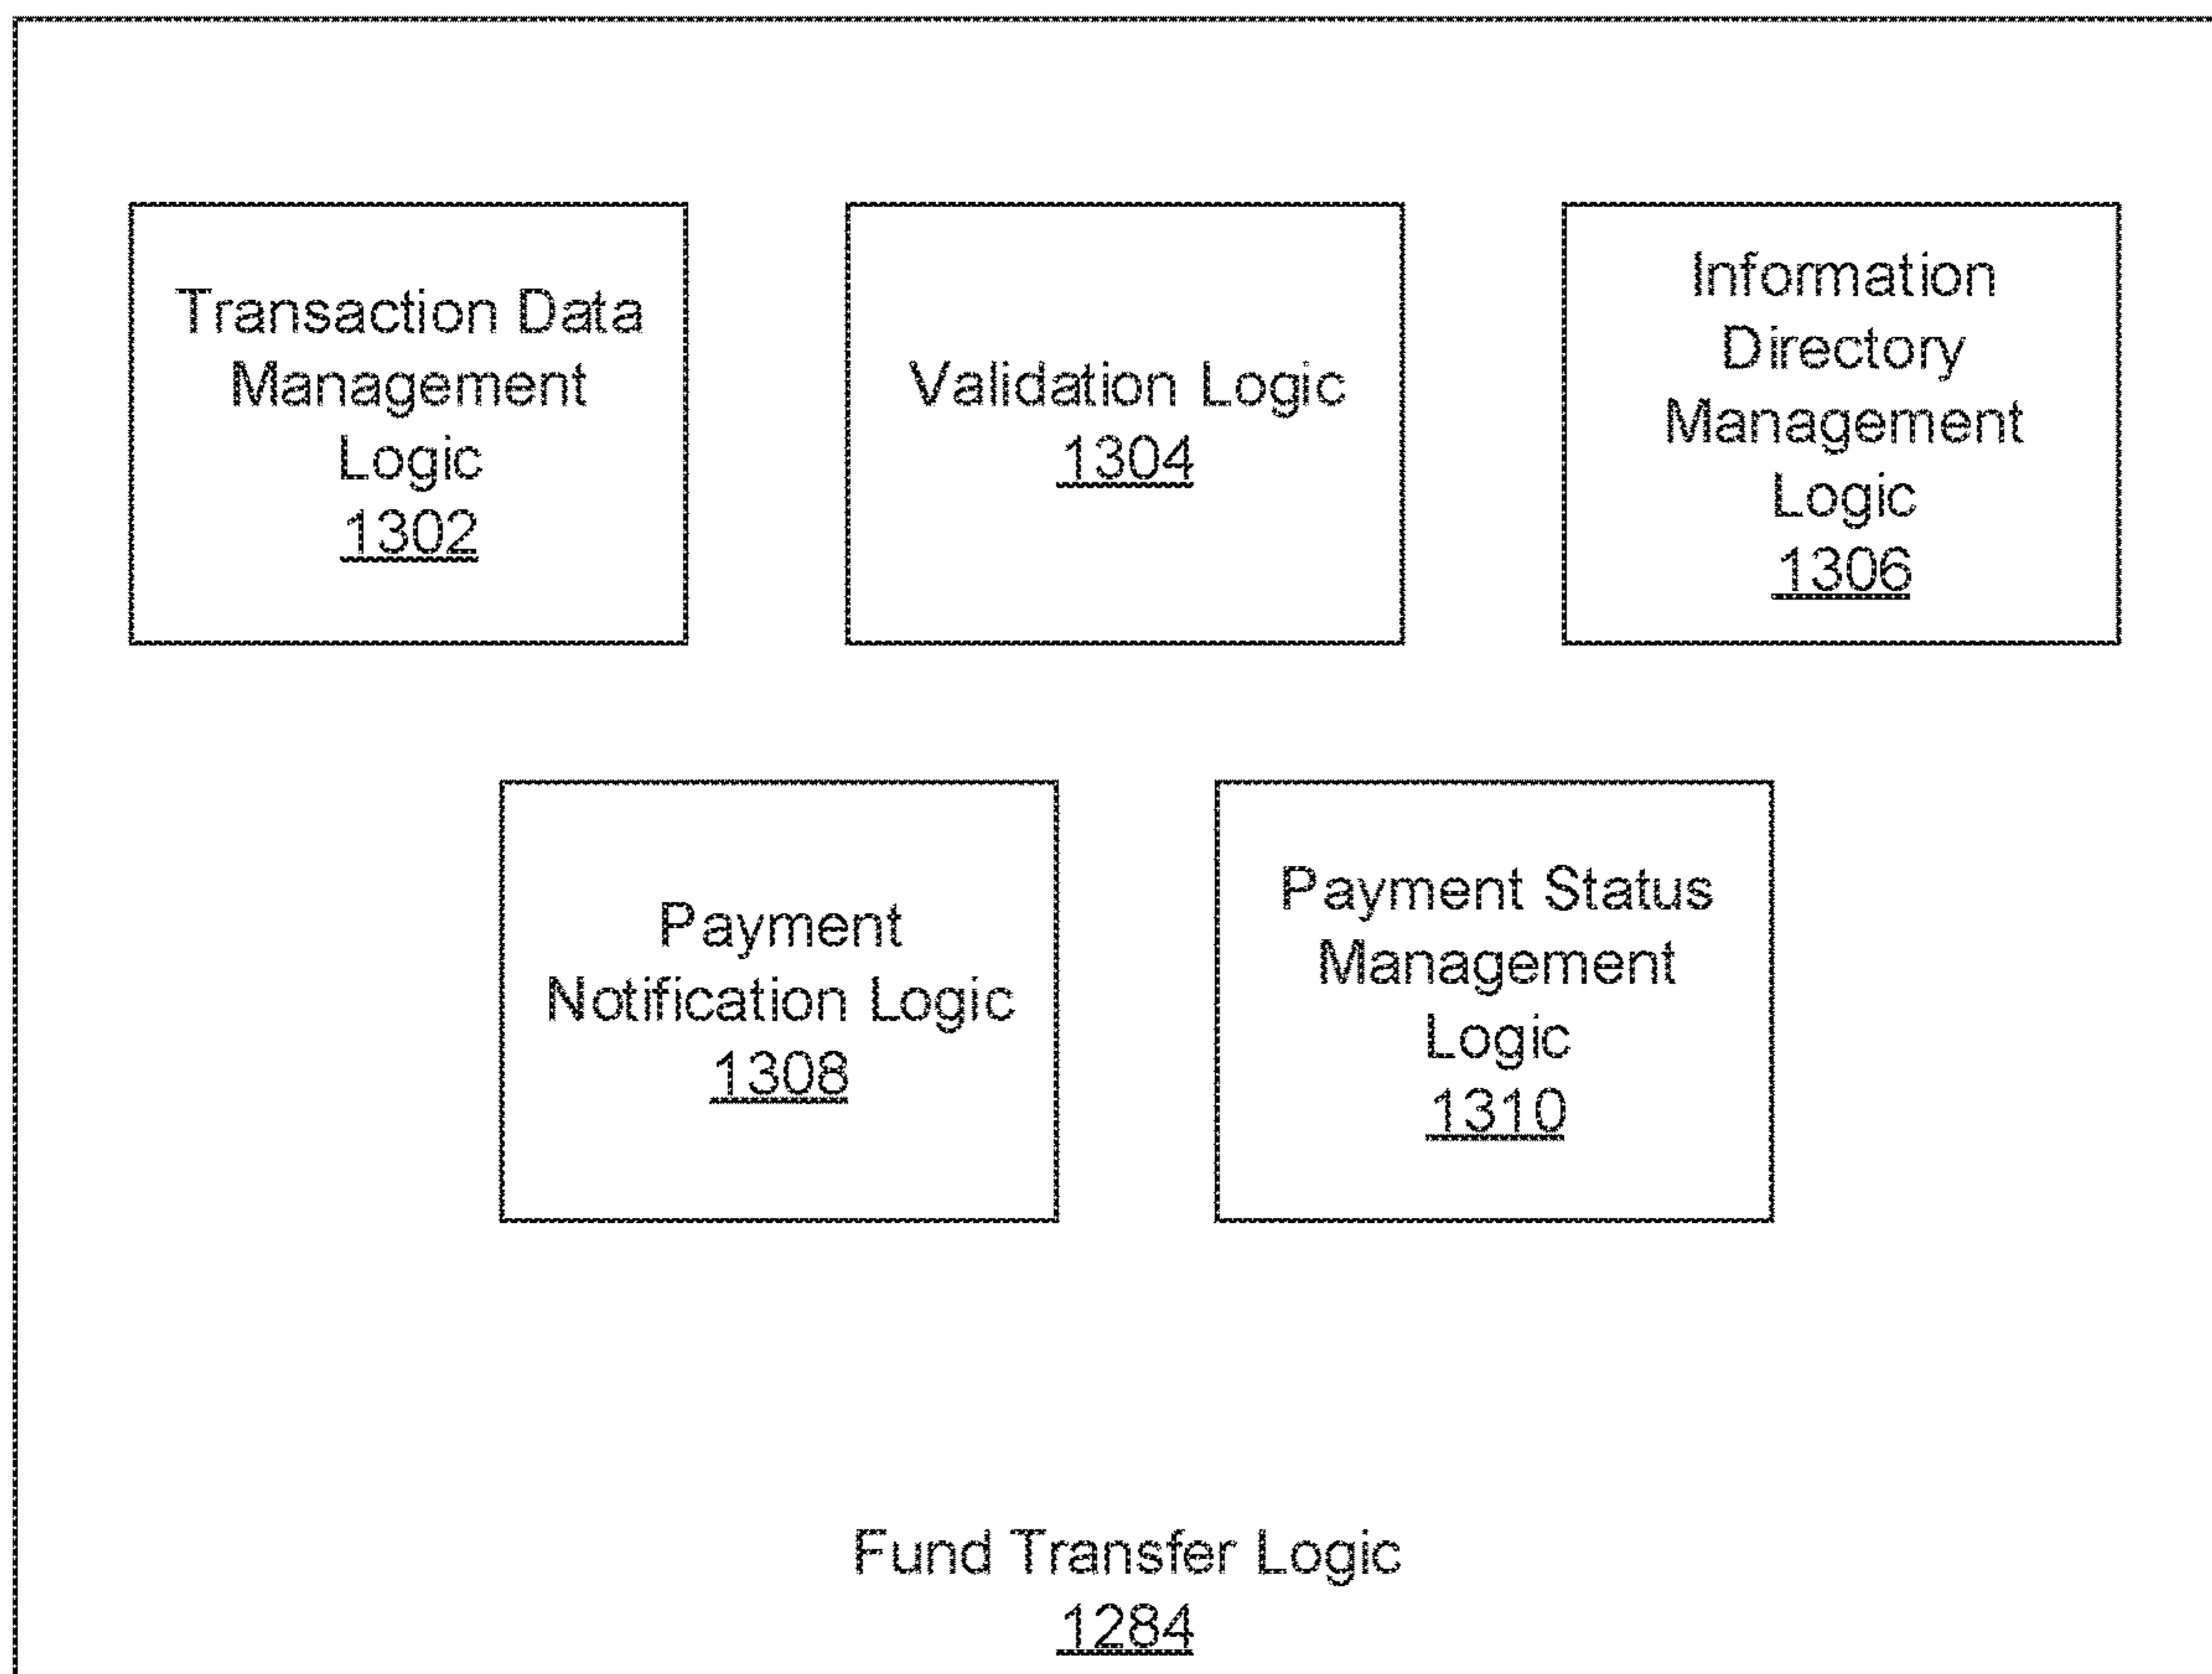 Transaction Data
Management
Logic
1302
Validation Logic
1304
Information
Directory
Management
Logic
1306
Payment
Notification Logic
1308
Payment Status
Management
Logic
1310
Fund Transfer Logic
1284